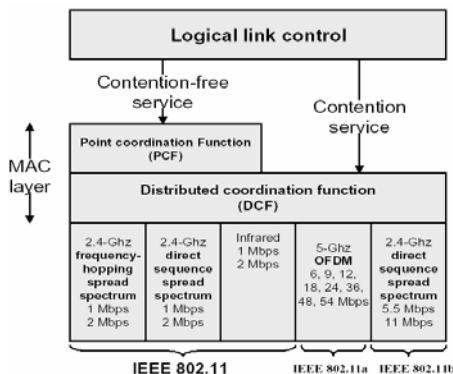 Logical link control
Contention-free
service
Contention
service
Point coordination Function
(PCF)
MAC
layer
Distributed coordination function
(DCF)
2.4-Ghz
frequency-
hopping
spread
spectrum
1 Mbps
2 Mbps
2.4-Ghz
direct
sequence
spread
spectrum
1 Mbps
2 Mbps
Infrared
1 Mbps
2 Mbps
5-Ghz
OFDM
6, 9, 12,
18, 24, 36,
48, 54 Mbps
2.4-Ghz
direct
sequence
spread
spectrum
5.5 Mbps
11 Mbps
IEEE 802.11
IEEE 802.11a
IEEE 802.11b